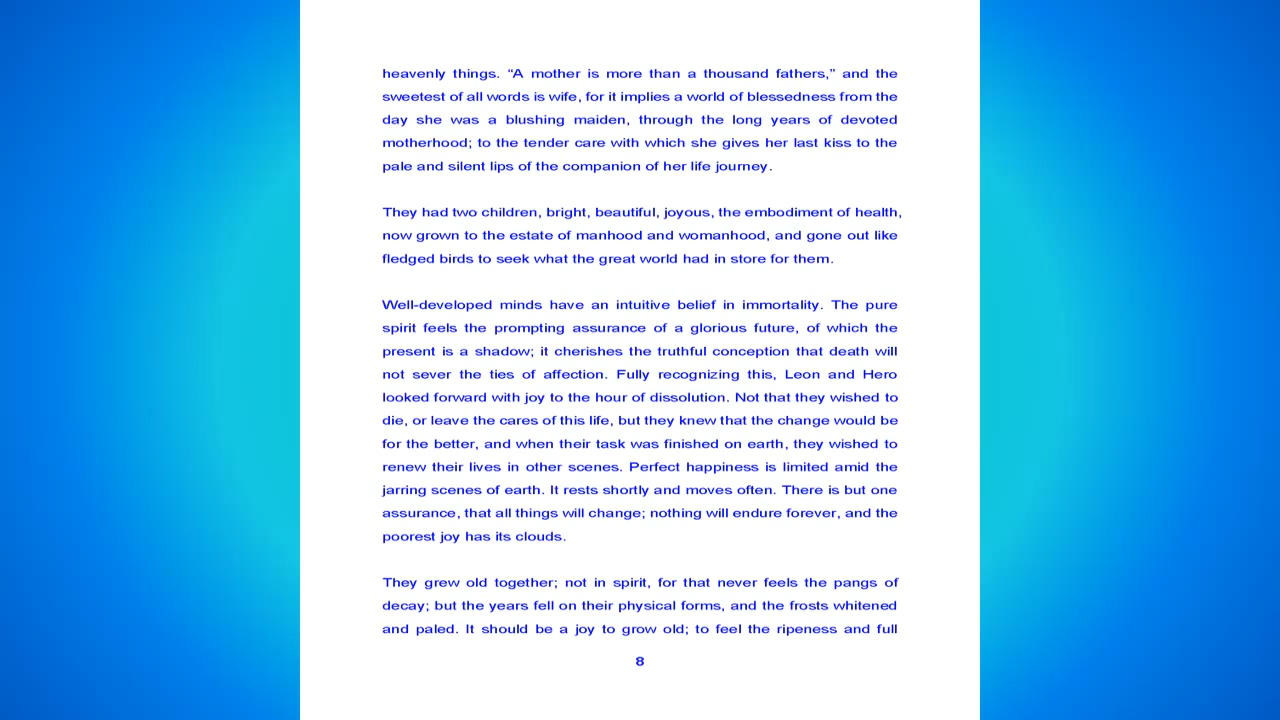 heavenly things. “A mother is more than a thousand fathers,” and the
sweetest of all words is wife, for it implies a world of blessedness from the
day she was a blushing maiden, through the long years of devoted
motherhood; to the tender care with which she gives her last kiss to the
pale and silent lips of the companion of her life journey.
They had two children, bright, beautiful, joyous, the embodiment of health,
now grown to the estate of manhood and womanhood, and gone out like
fledged birds to seek what the great world had in store for them.
Well-developed minds have an intuitive belief in immortality. The pure
spirit feels the prompting assurance of a glorious future, of which the
present is a shadow; it cherishes the truthful conception that death will
not sever the ties of affection. Fully recognizing this, Leon and Hero
looked forward with joy to the hour of dissolution. Not that they wished to
die, or leave the cares of this life, but they knew that the change would be
for the better, and when their task was finished on earth, they wished to
renew their lives in other scenes. Perfect happiness is limited amid the
jarring scenes of earth. It rests shortly and moves often. There is but one
assurance, that all things will change; nothing will endure forever, and the
poorest joy has its clouds.
They grew old together; not in spirit, for that never feels the pangs of
decay; but the years fell on their physical forms, and the frosts whitened
and paled. It should be a joy to grow old; to feel the ripeness and full
8